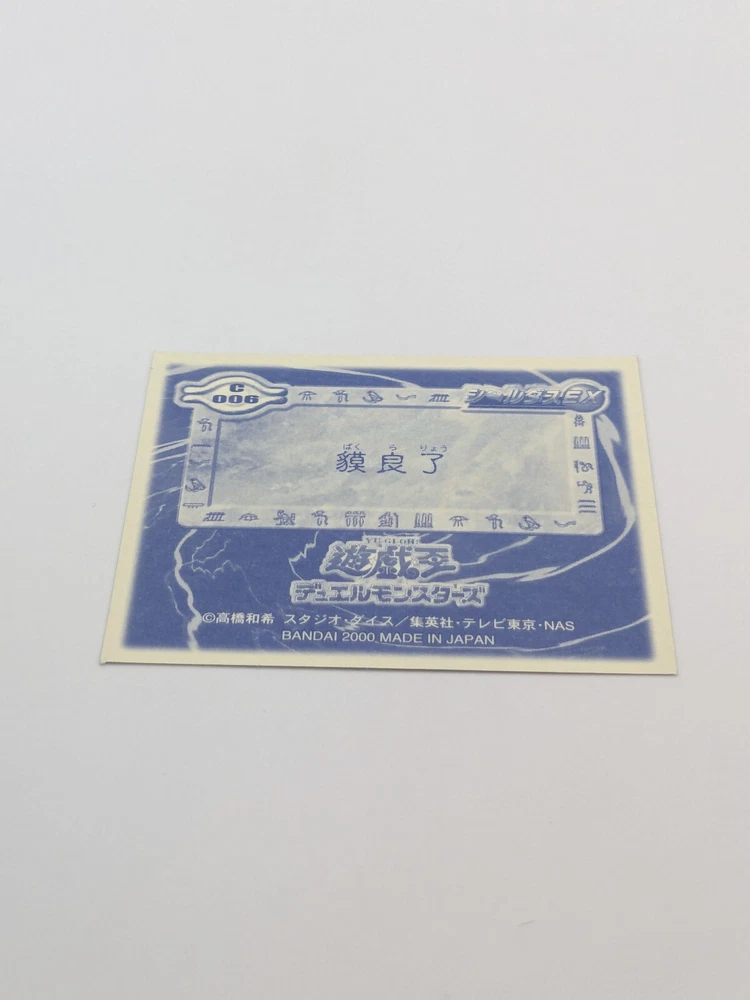 C
006
シールダスEX
ばく ら りょう
貘良了
YU-GI-OH!
遊戯王
デュエルモンスターズ
©高橋和希 スタジオ・ダイス／集英社・テレビ東京・NAS
BANDAI 2000 MADE IN JAPAN